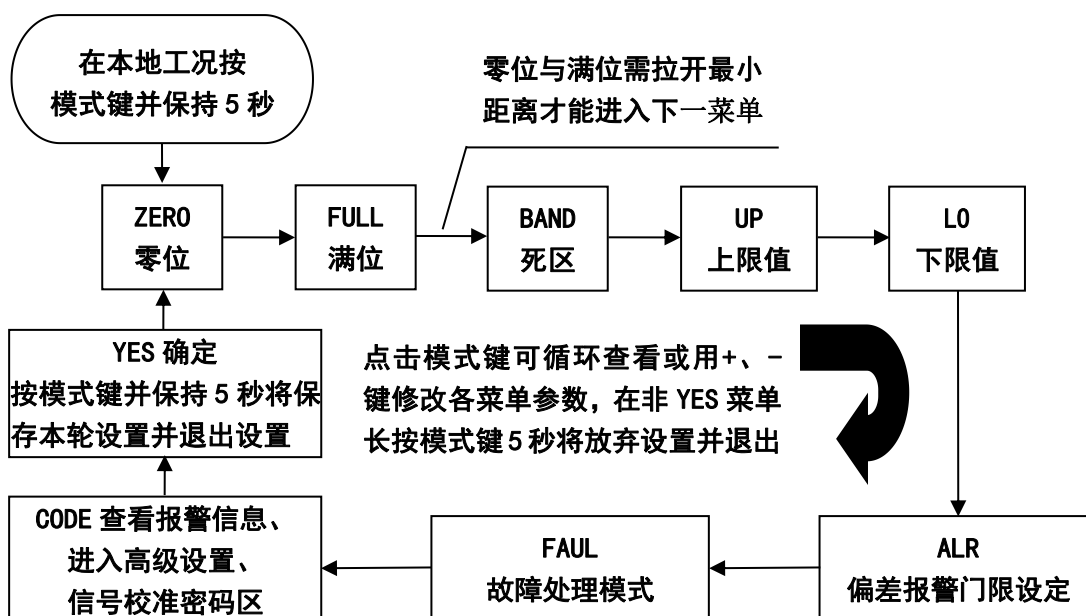 在本地工况按
模式键并保持5秒
零位与满位需拉开最小
距离才能进入下一菜单
ZERO
零位
FULL
满位
BAND
死区
UP
上限值
LO
下限值
YES 确定
按模式键并保持5秒将保
存本轮设置并退出设置
点击模式键可循环查看或用+、-
键修改各菜单参数，在非 YES 菜单
长按模式键5秒将放弃设置并退出
CODE 查看报警信息、
进入高级设置、
信号校准密码区
FAUL
故障处理模式
ALR
偏差报警门限设定